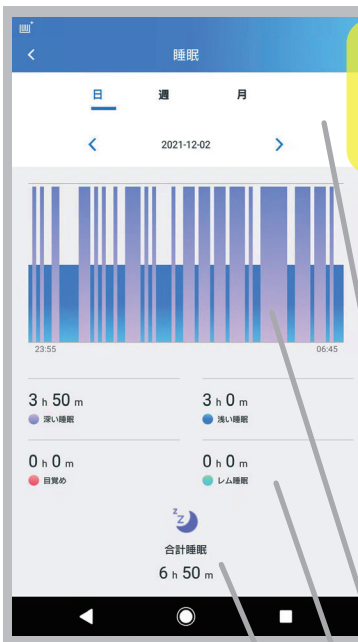 睡眠
日 週 月
2021-12-02
23:55 06:45
3 h 50 m 3 h 0 m
深い睡眠 浅い睡眠
0 h 0 m 0 h 0 m
目覚め レム睡眠
z z
合計睡眠
6 h 50 m